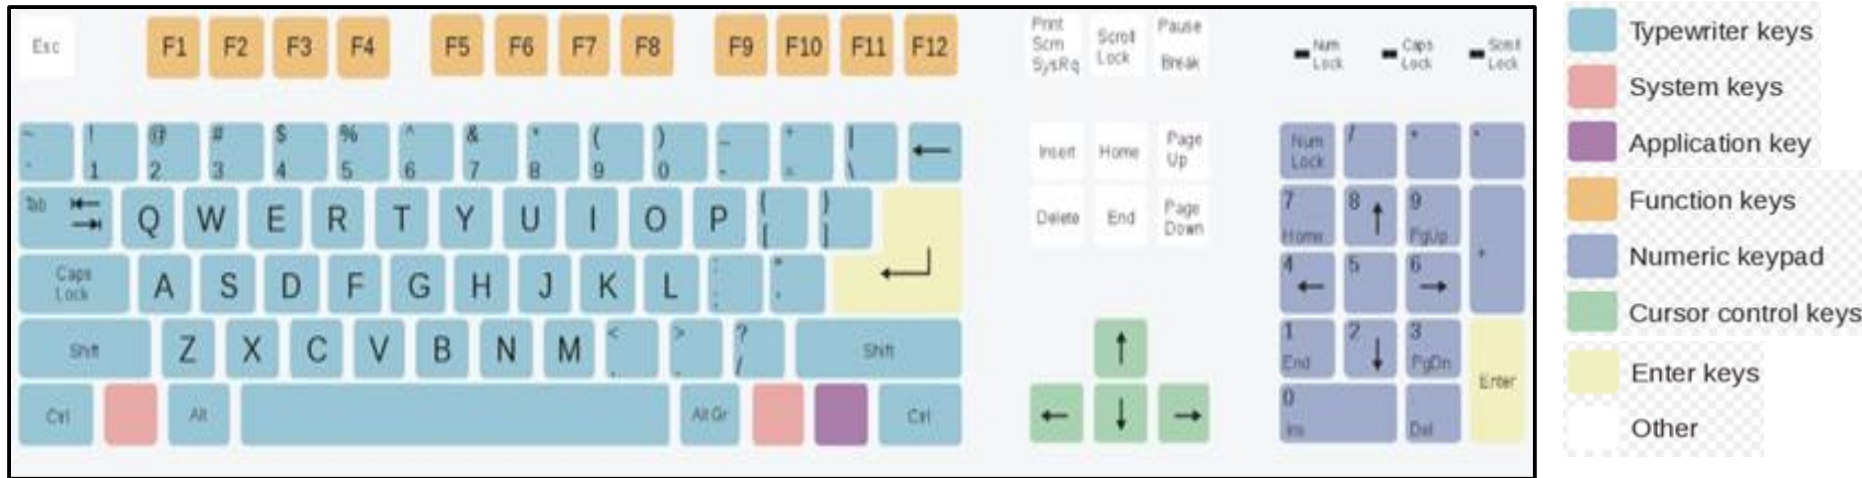 Esc F1 F2 F3 F4 F5 F6 F7 F8 F9 F10 F11 F12
Print
Scrn
SysRq
Scroll
Lock
Pause
Break
Num
Lock
Caps
Lock
Scroll
Lock
~ ! @ # $ % ^ & * ( ) _ + |
1 2 3 4 5 6 7 8 9 0 - = \ ←
Insert Home Page
Up
Num
Lock
/
Tab Q W E R T Y U I O P { }
[ ]
Delete End Page
Down
7 8 ↑ 9
Home PgUp +
Caps
Lock
A S D F G H J K L : "
; '
4 ← 5 6 →
Shift Z X C V B N M < > ? Shift
, . /
↑
1 2 ↓ 3
End PgDn Enter
Ctrl Alt Alt Gr Ctrl
← ↓ →
0
Ins Del
Typewriter keys
System keys
Application key
Function keys
Numeric keypad
Cursor control keys
Enter keys
Other